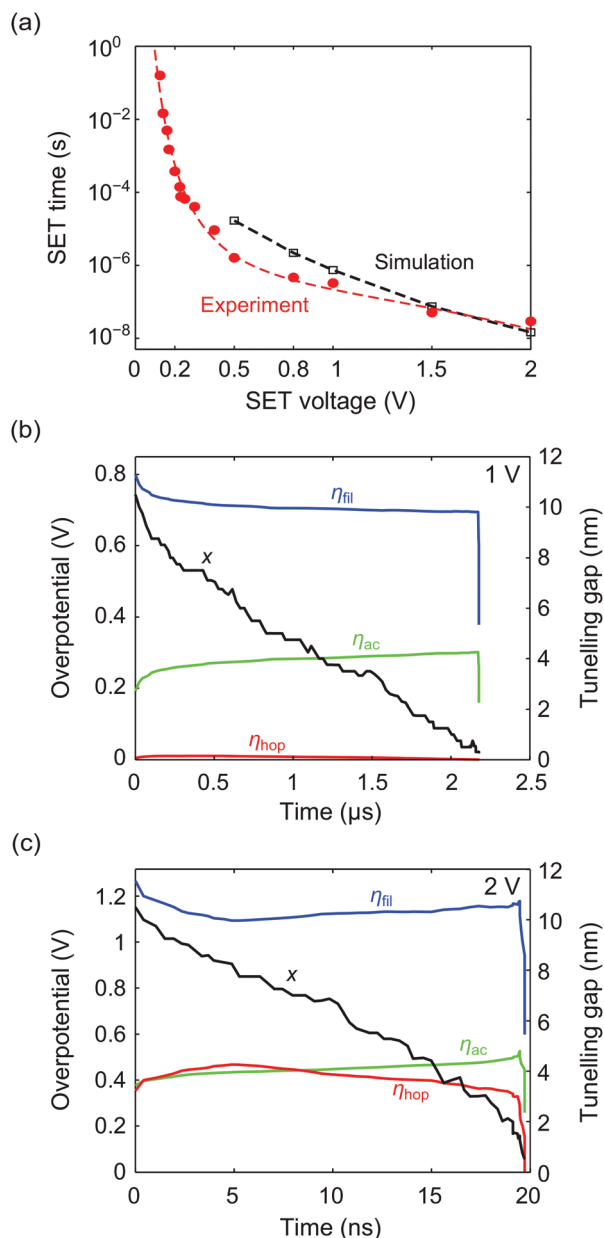 (a)
10⁰
10⁻²
10⁻⁴
10⁻⁶
10⁻⁸
SET time (s)
Simulation
Experiment
0 0.2 0.5 0.8 1 1.5 2
SET voltage (V)
(b)
1 V
0.8
0.6
0.4
0.2
0
Overpotential (V)
12
10
8
6
4
2
0
Tunelling gap (nm)
ηfil
x
ηac
ηhop
0 0.5 1 1.5 2 2.5
Time (µs)
(c)
2 V
1.2
1
0.8
0.6
0.4
0.2
0
Overpotential (V)
12
10
8
6
4
2
0
Tunelling gap (nm)
ηfil
x
ηac
ηhop
0 5 10 15 20
Time (ns)